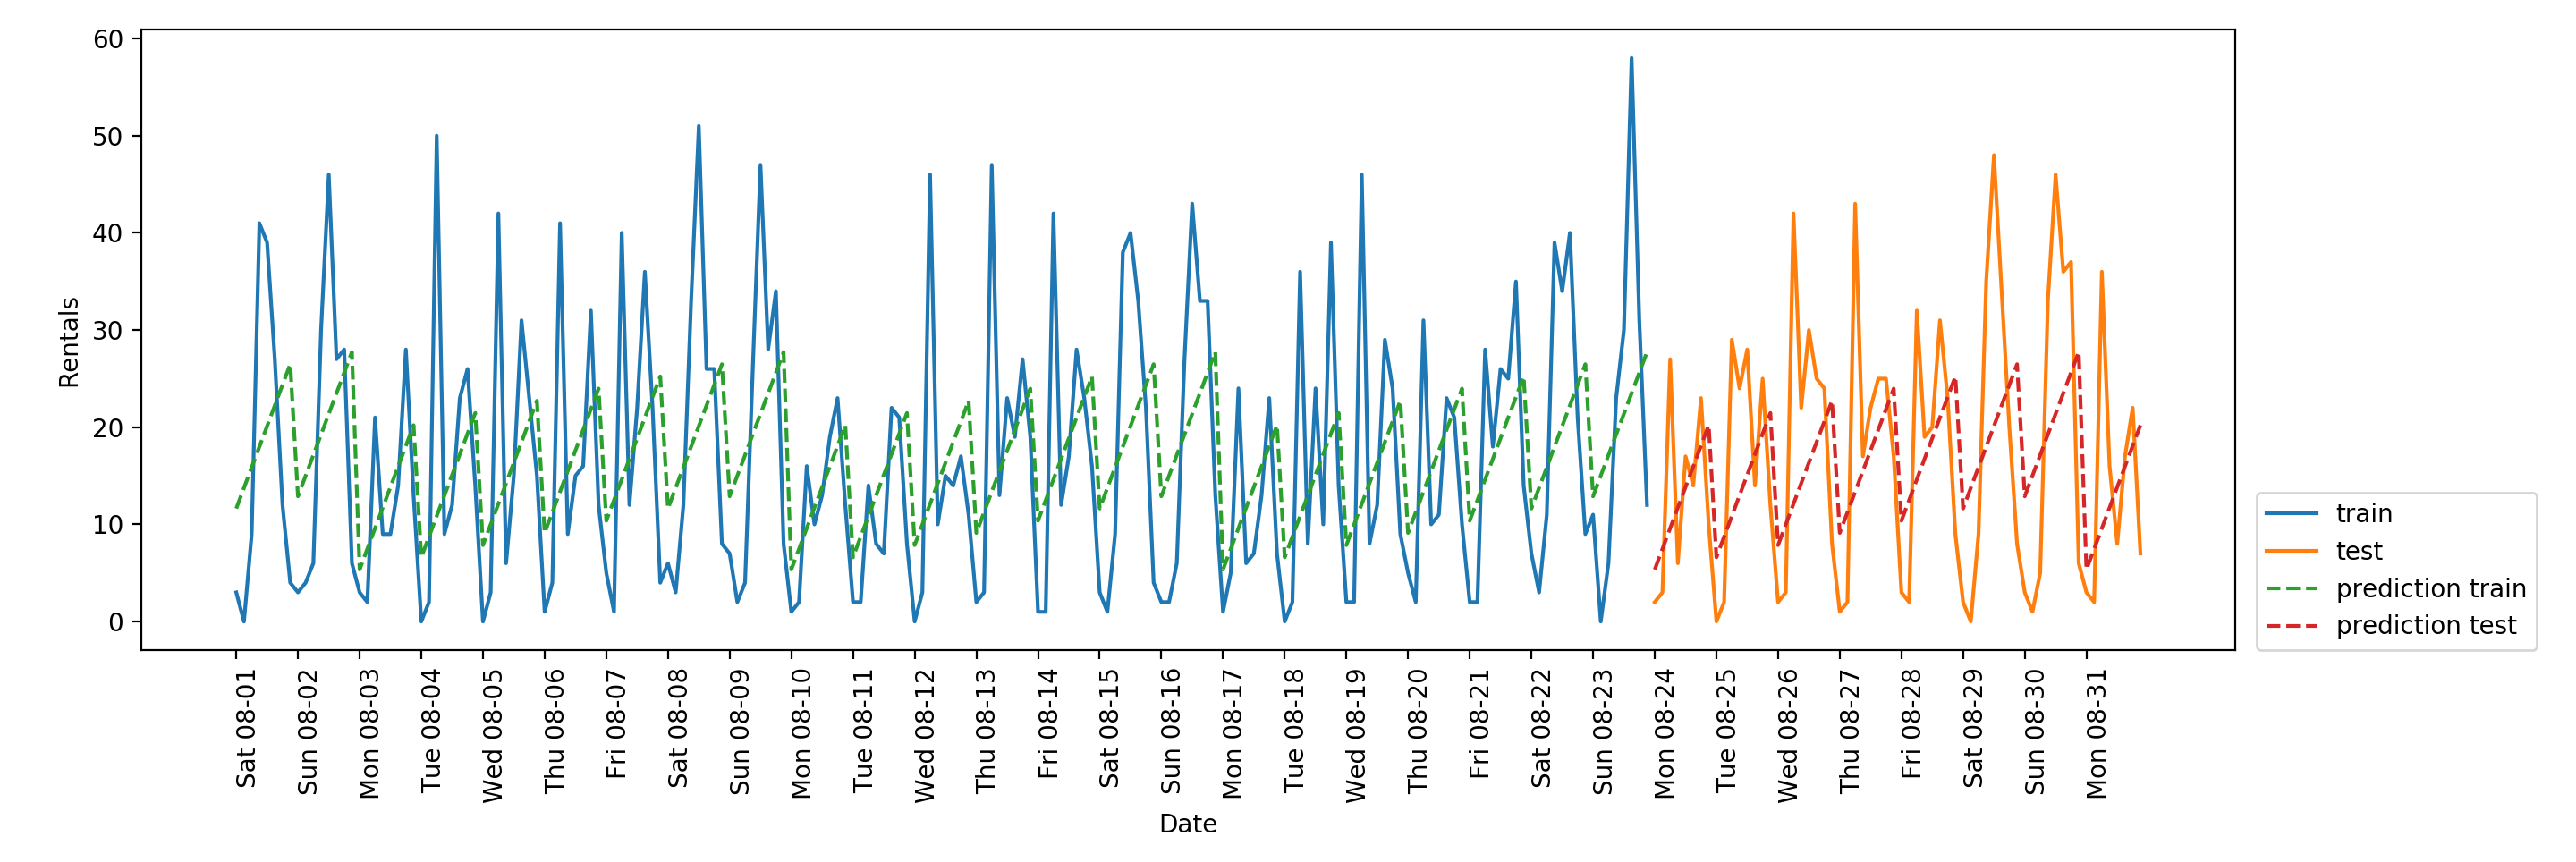 60
50
40
30
20
10
0
Rentals
Sat 08-01
Sun 08-02
Mon 08-03
Tue 08-04
Wed 08-05
Thu 08-06
Fri 08-07
Sat 08-08
Sun 08-09
Mon 08-10
Tue 08-11
Wed 08-12
Thu 08-13
Fri 08-14
Sat 08-15
Sun 08-16
Mon 08-17
Tue 08-18
Wed 08-19
Thu 08-20
Fri 08-21
Sat 08-22
Sun 08-23
Mon 08-24
Tue 08-25
Wed 08-26
Thu 08-27
Fri 08-28
Sat 08-29
Sun 08-30
Mon 08-31
Date
train
test
prediction train
prediction test